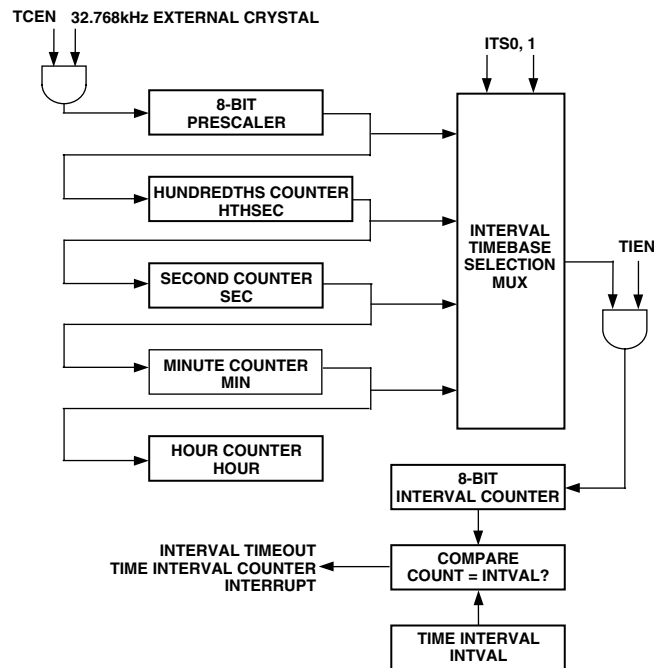 TCEN 32.768kHz EXTERNAL CRYSTAL
ITS0, 1
8-BIT
PRESCALER
HUNDREDTHS COUNTER
HTHSEC
INTERVAL
TIMEBASE
SELECTION
MUX
TIEN
SECOND COUNTER
SEC
MINUTE COUNTER
MIN
HOUR COUNTER
HOUR
8-BIT
INTERVAL COUNTER
INTERVAL TIMEOUT
TIME INTERVAL COUNTER
INTERRUPT
COMPARE
COUNT = INTVAL?
TIME INTERVAL
INTVAL